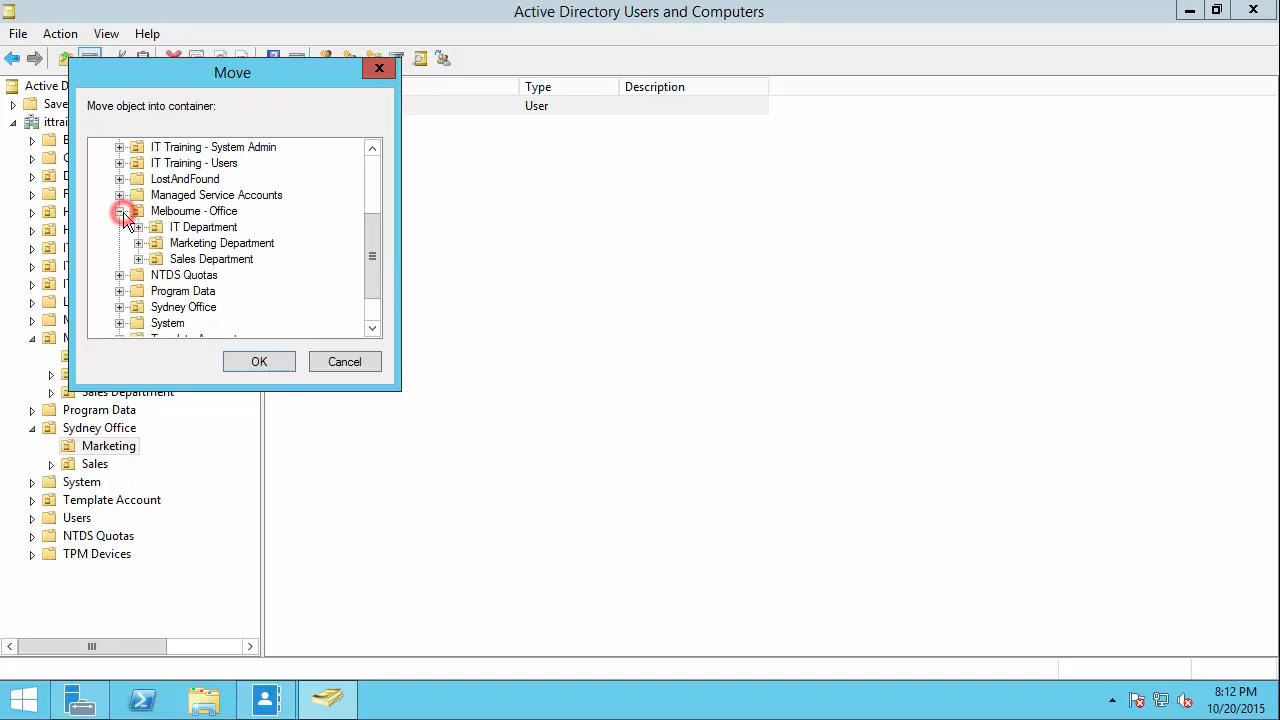 Active Directory Users and Computers
File Action View Help
Move
Move object into container:
IT Training - System Admin
IT Training - Users
LostAndFound
Managed Service Accounts
Melbourne - Office
IT Department
Marketing Department
Sales Department
NTDS Quotas
Program Data
Sydney Office
System
OK Cancel
Type Description
User
Active D
Save
ittrai
Sales Department
Program Data
Sydney Office
Marketing
Sales
System
Template Account
Users
NTDS Quotas
TPM Devices
8:12 PM
10/20/2015